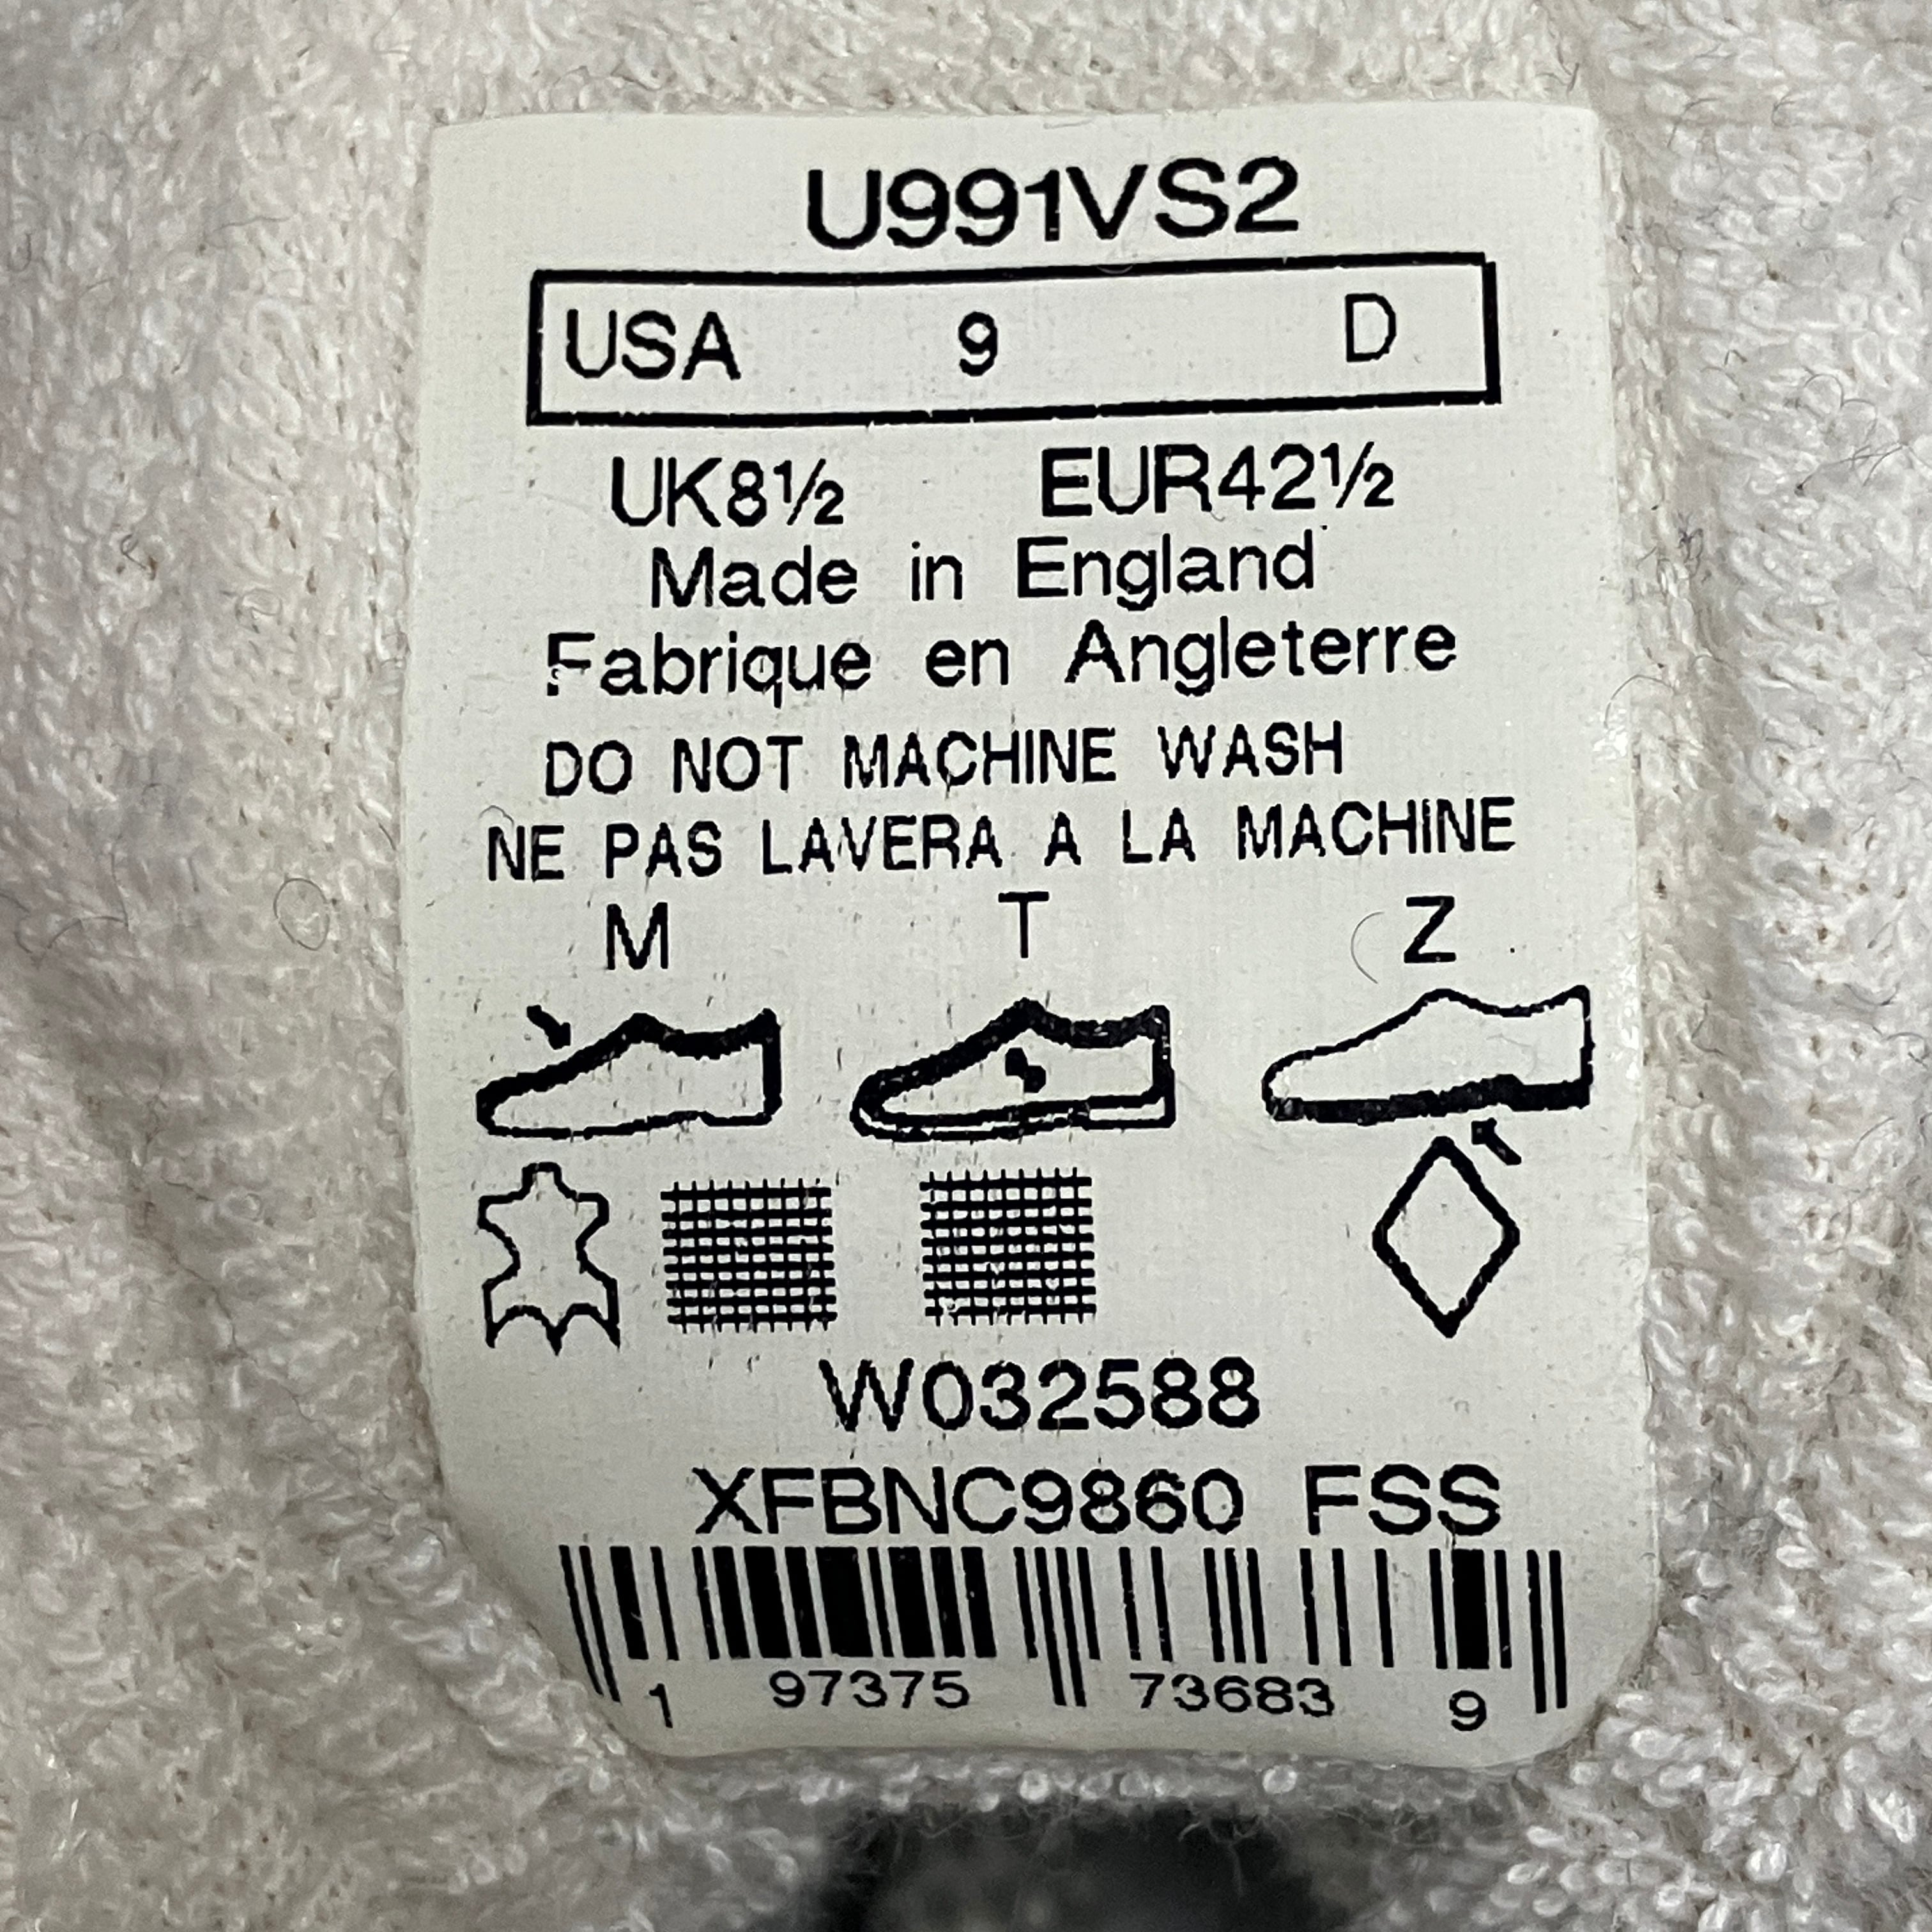 U991VS2
USA 9 D
UK8½ EUR42½
Made in England
Fabrique en Angleterre
DO NOT MACHINE WASH
NE PAS LAVERA A LA MACHINE
M T Z
W032588
XFBNC9860 FSS
1 97375 73683 9